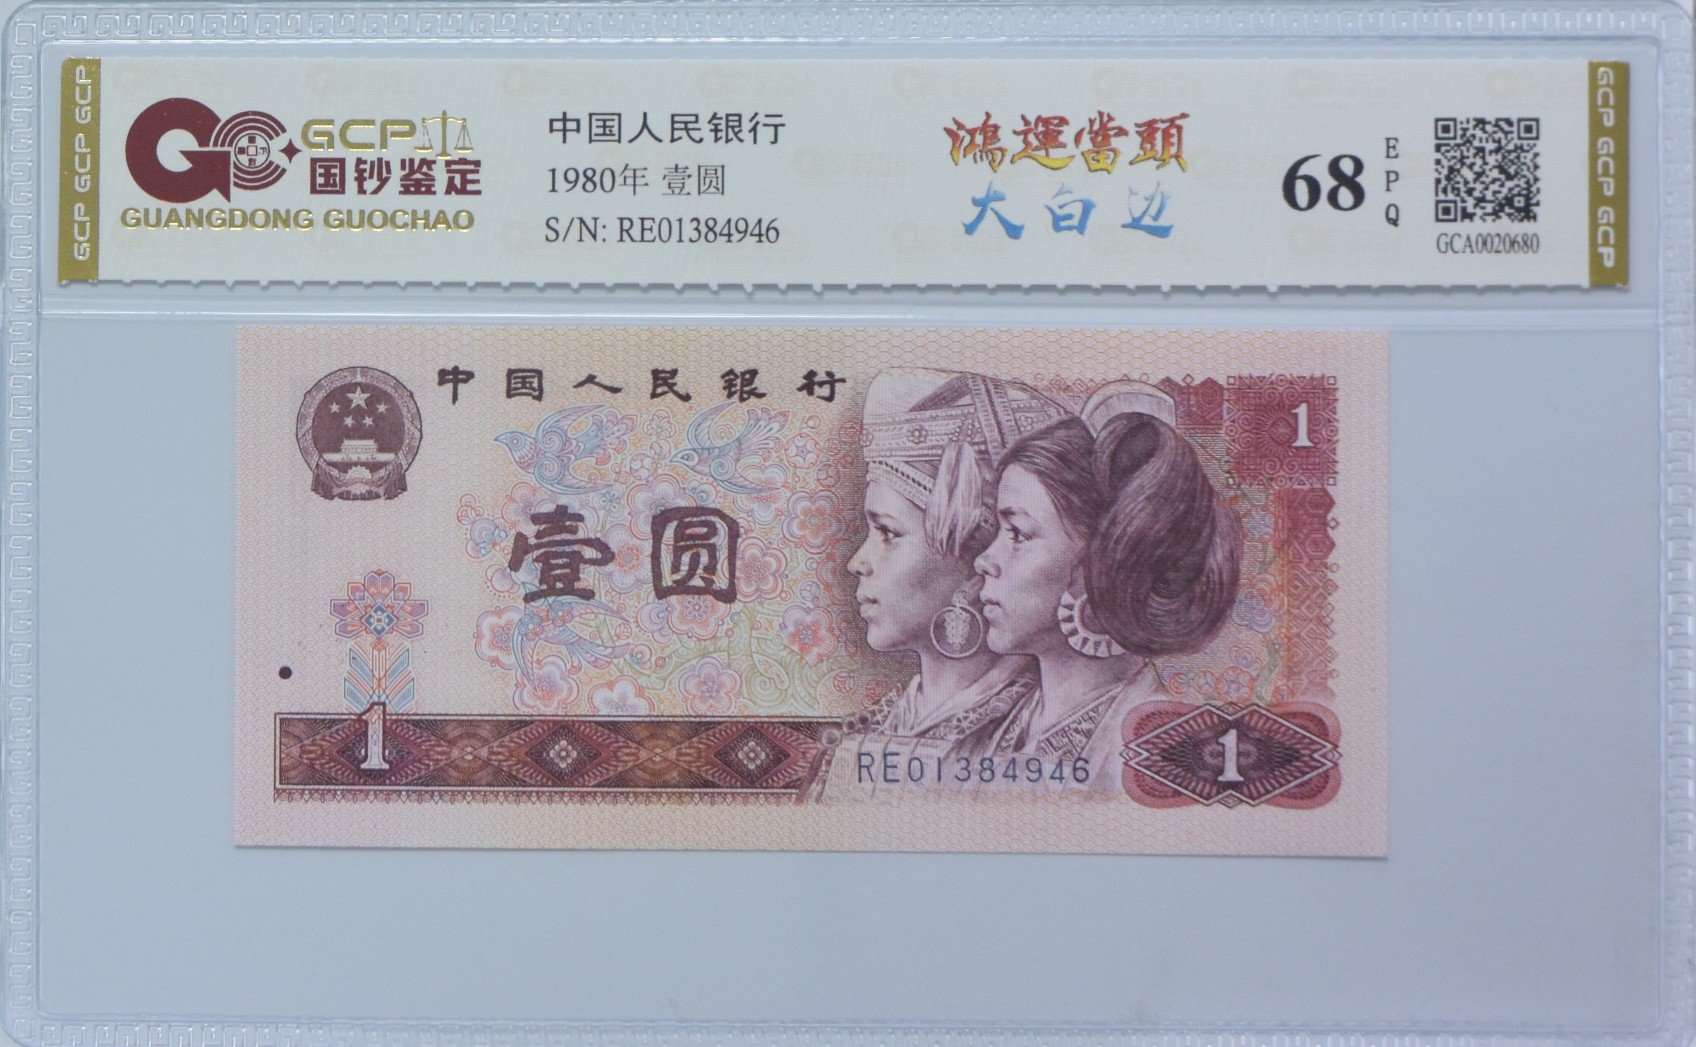 GCP GCP GCP
GCP
国钞鉴定
GUANGDONG GUOCHAO
中国人民银行
1980年 壹圆
S/N: RE01384946
鴻運當頭
大白边
68
EPQ
GCA0020680
GCP GCP GCP
中国人民银行
1
壹圆
1
RE01384946
1